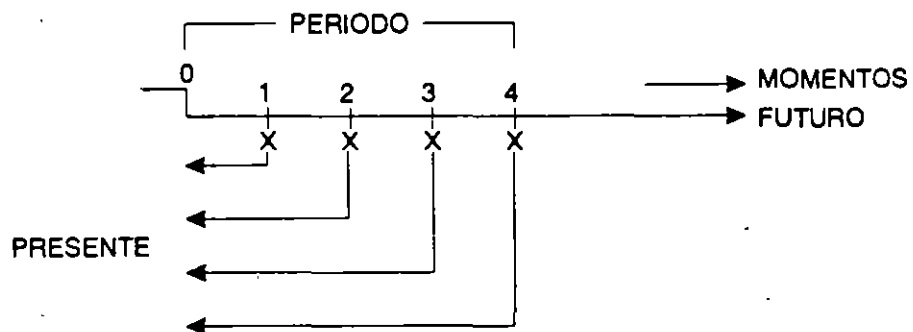 PERIODO
0
1 2 3 4
X X X X
MOMENTOS
FUTURO
PRESENTE